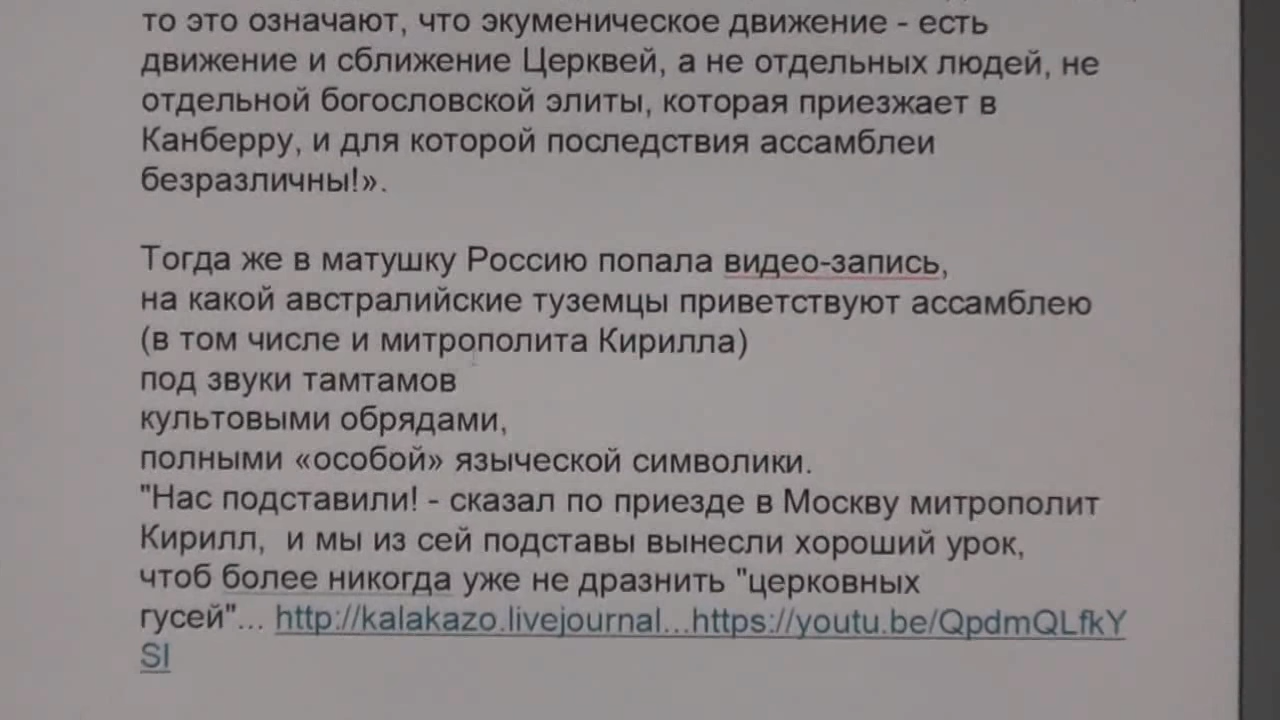 то это означают, что экуменическое движение - есть
движение и сближение Церквей, а не отдельных людей, не
отдельной богословской элиты, которая приезжает в
Канберру, и для которой последствия ассамблеи
безразличны!».
Тогда же в матушку Россию попала видео-запись,
на какой австралийские туземцы приветствуют ассамблею
(в том числе и митрополита Кирилла)
под звуки тамтамов
культовыми обрядами,
полными «особой» языческой символики.
"Нас подставили! - сказал по приезде в Москву митрополит
Кирилл, и мы из сей подставы вынесли хороший урок,
чтоб более никогда уже не дразнить "церковных
гусей"... http://kalakazo.livejournal...https://youtu.be/QpdmQLfkY
SI